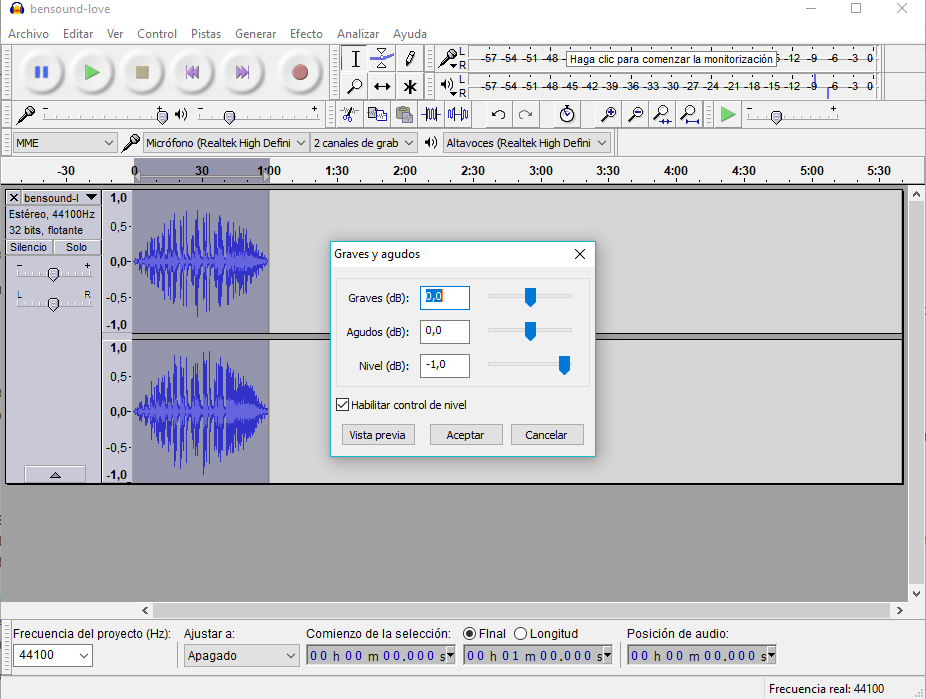 bensound-love
Archivo Editar Ver Control Pistas Generar Efecto Analizar Ayuda
L
R
-57 -54 -51 -48 Haga clic para comenzar la monitorización -12 -9 -6 -3 0
L
R
-57 -54 -51 -48 -45 -42 -39 -36 -33 -30 -27 -24 -21 -18 -15 -12 -9 -6 -3 0
- + - + - +
MME Micrófono (Realtek High Defini 2 canales de grab Altavoces (Realtek High Defini
-30 0 30 1:00 1:30 2:00 2:30 3:00 3:30 4:00 4:30 5:00 5:30
bensound-l
Estéreo, 44100Hz
32 bits, flotante
Silencio Solo
- +
L R
1,0
0,5-
0,0-
-0,5-
-1,0
1,0
0,5-
0,0-
-0,5-
-1,0
Graves y agudos
Graves (dB): 0,0
Agudos (dB): 0,0
Nivel (dB): -1,0
Habilitar control de nivel
Vista previa Aceptar Cancelar
Frecuencia del proyecto (Hz): Ajustar a: Comienzo de la selección: FInal Longitud Posición de audio:
44100 Apagado 00 h 00 m 00.000 s 00 h 01 m 00.000 s 00 h 00 m 00.000 s
Frecuencia real: 44100